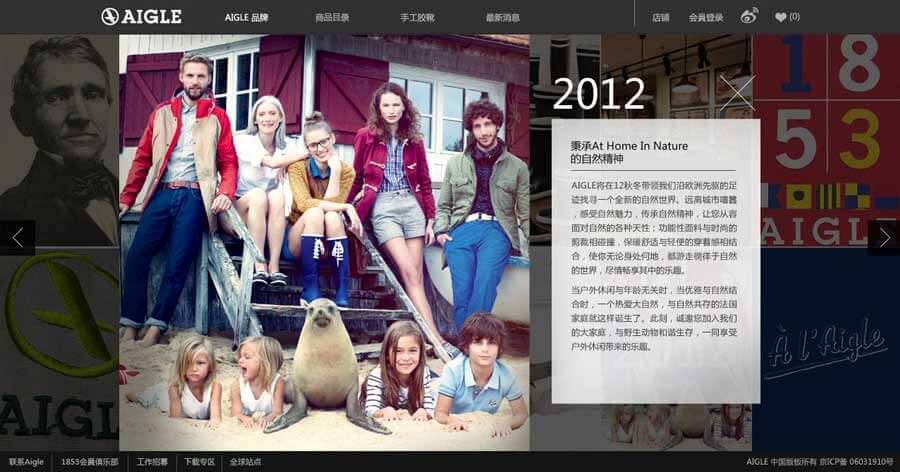 AIGLE
AIGLE 品牌
商品目录
手工胶靴
最新消息
店铺
会員登录
(0)
2012
秉承At Home In Nature
的自然精神
AIGLE将在12秋冬带领我们沿欧洲先驱的足
迹找寻一个全新的自然世界。远离城市喧嚣
，感受自然魅力，传承自然精神，让您从容
面对自然的各种天性；功能性面料与时尚的
剪裁相碰撞，保暖舒适与轻便的穿着感相结
合，使你无论身处何地，都游走徜徉于自然
的世界，尽情畅享其中的乐趣。
当户外休闲与年龄无关时，当优雅与自然结
合时，一个热爱大自然，与自然共存的法国
家庭就这样诞生了。此刻，诚邀您加入我们
的大家庭，与野生动物和谐生存，一同享受
户外休闲带来的乐趣。
18
53
AIGLE
AIGLE
À l'Aigle
联系Aigle
1853会員俱乐部
工作招募
下载专区
全球站点
AIGLE 中国版板所有 京ICP备 06031910号